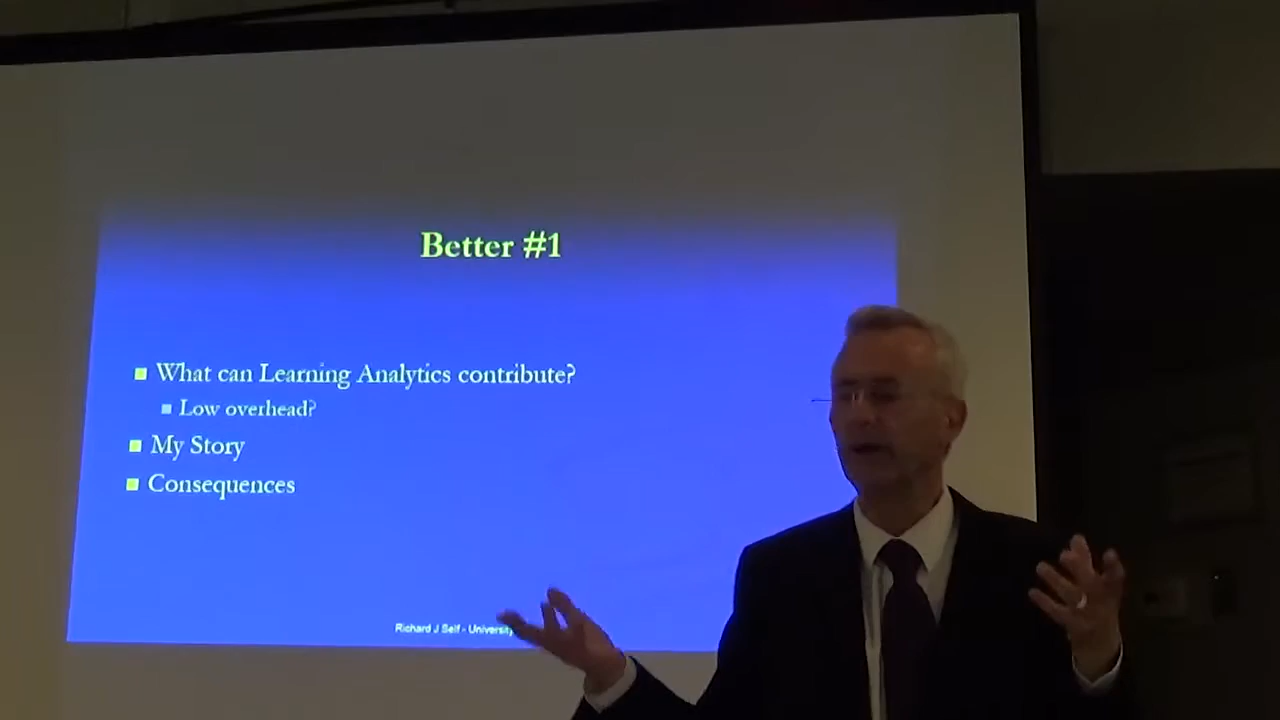 Better #1
What can Learning Analytics contribute?
Low overhead?
My Story
Consequences
Richard J Self - University